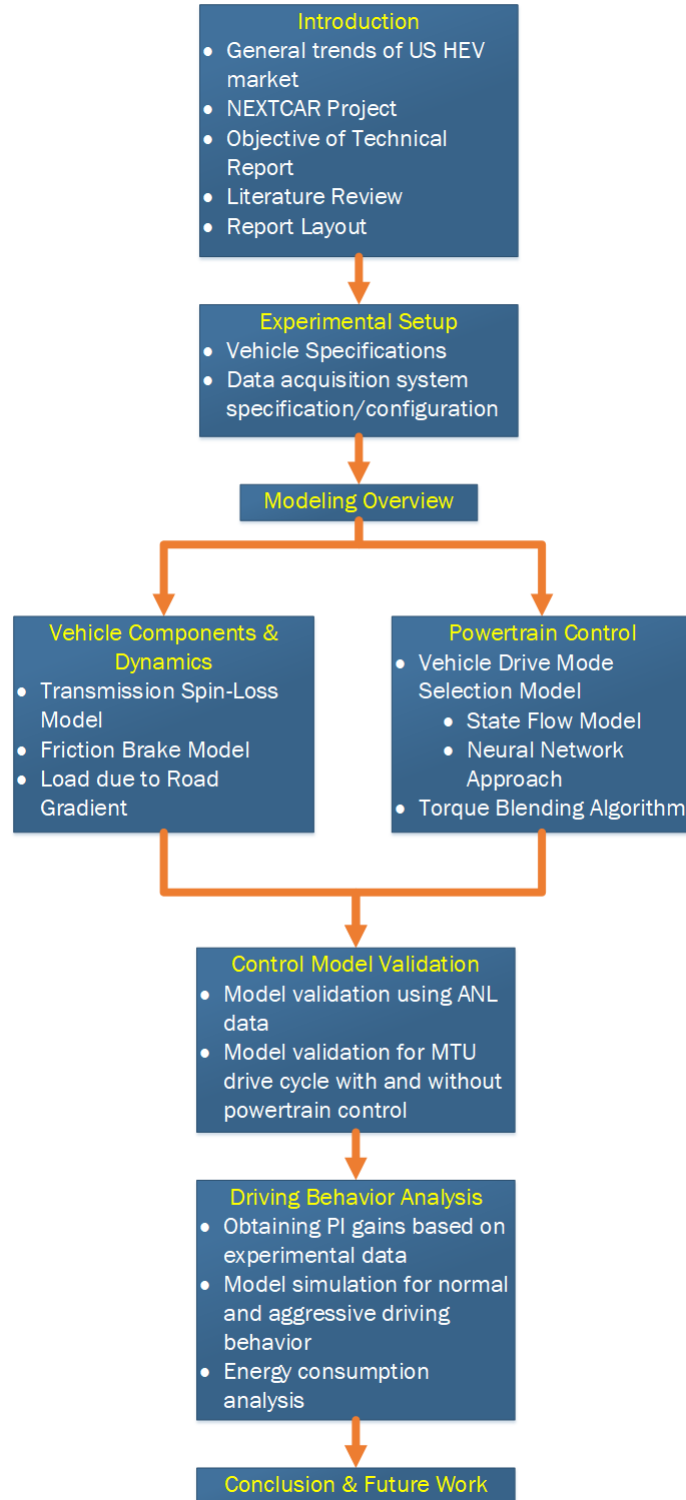 Introduction
• General trends of US HEV
market
• NEXTCAR Project
• Objective of Technical
Report
• Literature Review
• Report Layout
Experimental Setup
• Vehicle Specifications
• Data acquisition system
specification/configuration
Modeling Overview
Vehicle Components &
Dynamics
• Transmission Spin-Loss
Model
• Friction Brake Model
• Load due to Road
Gradient
Powertrain Control
• Vehicle Drive Mode
Selection Model
• State Flow Model
• Neural Network
Approach
• Torque Blending Algorithm
Control Model Validation
• Model validation using ANL
data
• Model validation for MTU
drive cycle with and without
powertrain control
Driving Behavior Analysis
• Obtaining PI gains based on
experimental data
• Model simulation for normal
and aggressive driving
behavior
• Energy consumption
analysis
Conclusion & Future Work